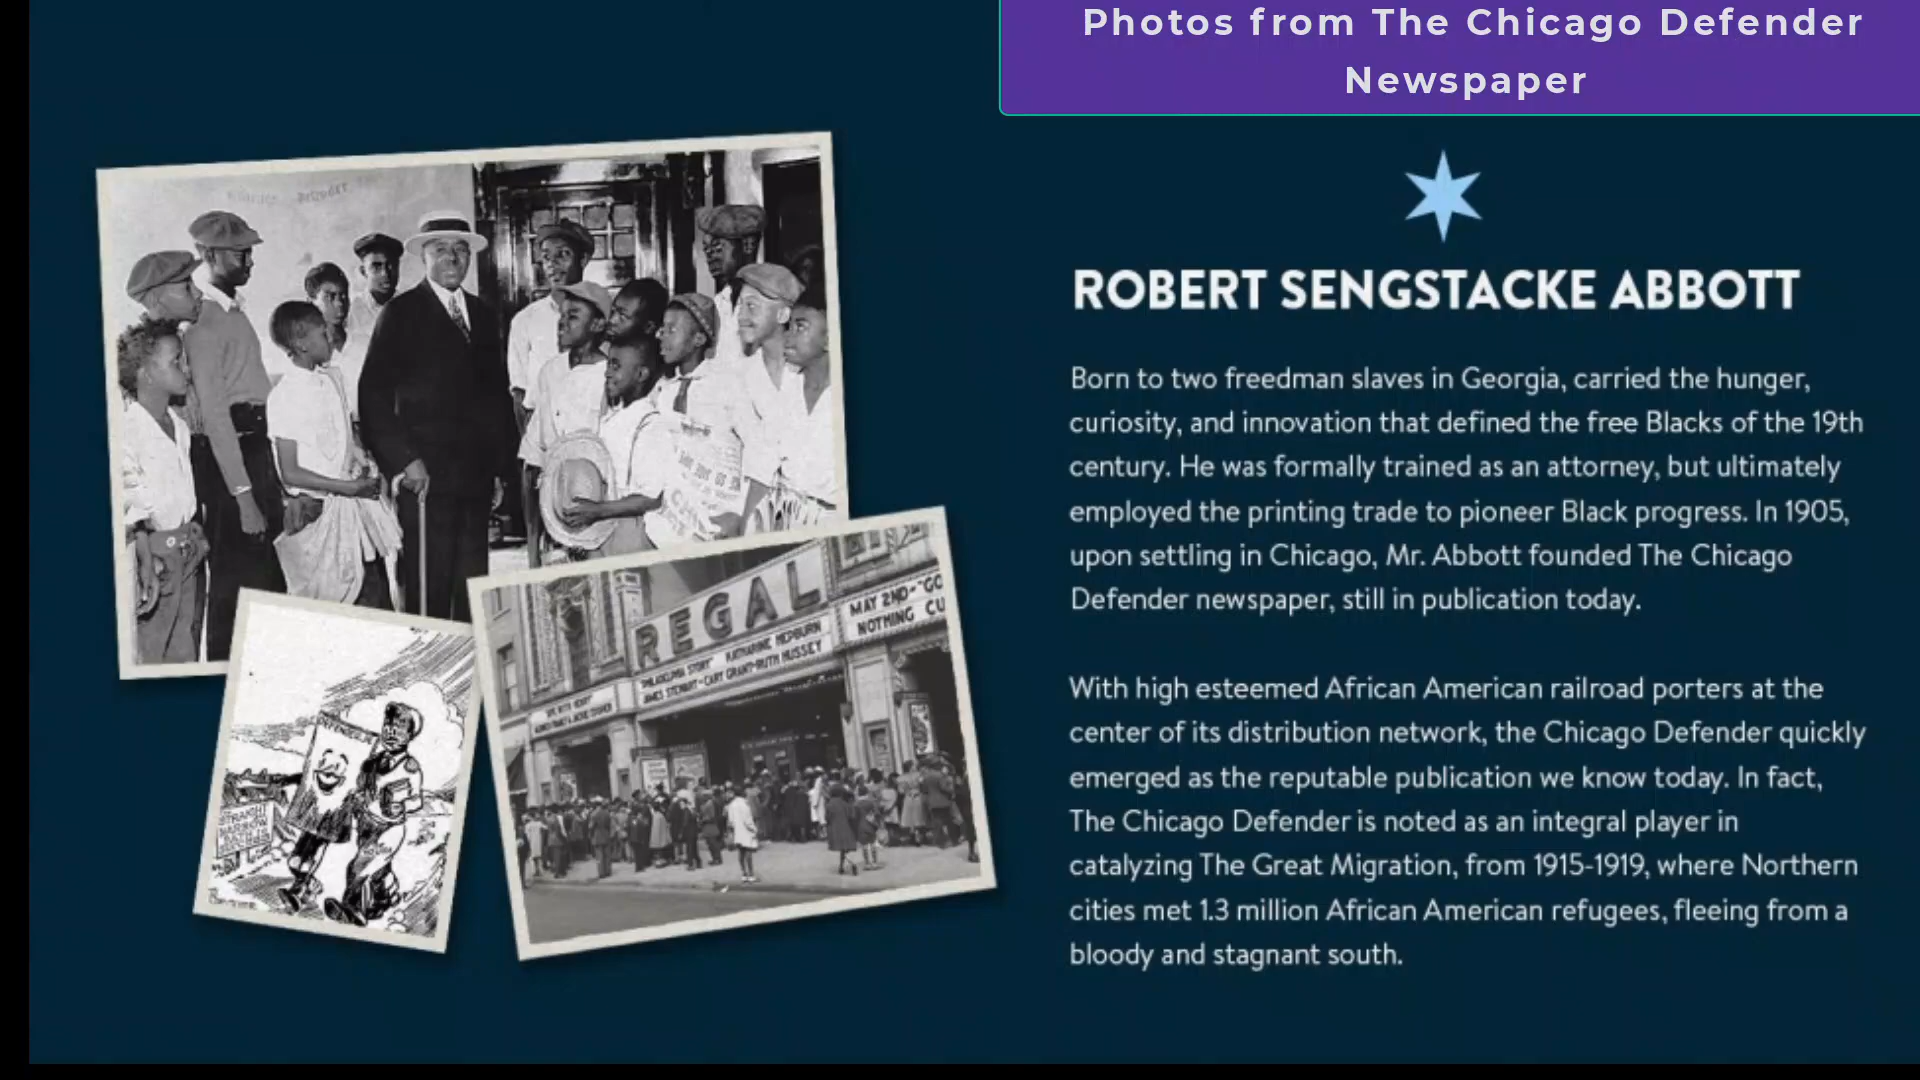 Photos from The Chicago Defender
Newspaper
ROBERT SENGSTACKE ABBOTT
Born to two freedman slaves in Georgia, carried the hunger,
curiosity, and innovation that defined the free Blacks of the 19th
century. He was formally trained as an attorney, but ultimately
employed the printing trade to pioneer Black progress. In 1905,
upon settling in Chicago, Mr. Abbott founded The Chicago
Defender newspaper, still in publication today.
With high esteemed African American railroad porters at the
center of its distribution network, the Chicago Defender quickly
emerged as the reputable publication we know today. In fact,
The Chicago Defender is noted as an integral player in
catalyzing The Great Migration, from 1915-1919, where Northern
cities met 1.3 million African American refugees, fleeing from a
bloody and stagnant south.
REGAL
"PHILADELPHIA STORY" KATHARINE HEPBURN
JAMES STEWART-CARY GRANT-RUTH HUSSEY
MAY 2ND-"GO
NOTHING CU
DEFENDER